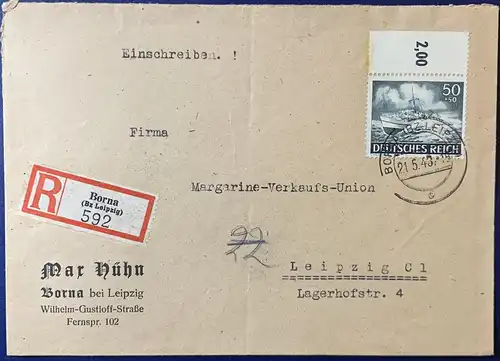 2,00
Einschreiben. !
50
+50
DEUTSCHES REICH
Firma
21.5.43.
c
Margarine-Verkaufs-Union
R
Borna
(Bz Leipzig)
592
22
Leipzig C1
Lagerhofstr. 4
Max Hühn
Borna bei Leipzig
Wilhelm-Gustloff-Straße
Fernspr. 102